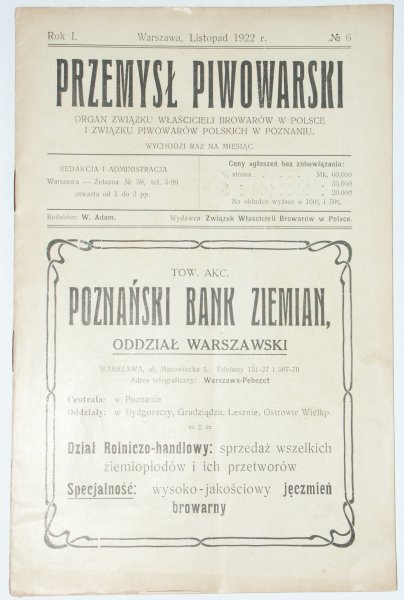 Rok I. Warszawa, Listopad 1922 r. № 6
PRZEMYSŁ PIWOWARSKI
ORGAN ZWIĄZKU WŁAŚCICIELI BROWARÓW W POLSCE
I ZWIĄZKU PIWOWARÓW POLSKICH W POZNANIU.
WYCHODZI RAZ NA MIESIĄC.
REDAKCJA I ADMINISTRACJA
Warszawa — Żelazna № 59, tel. 5-96
otwarta od 1 do 3 pp.
Ceny ogłoszeń bez zobowiązania:
strona Mk. 60.000
35.000
20.000
Na okładce wyższe o 100% i 50%
Redaktor: W. Adam. Wydawca: Związek Właścicieli Browarów w Polsce.
TOW. AKC.
POZNAŃSKI BANK ZIEMIAN,
ODDZIAŁ WARSZAWSKI
WARSZAWA, ul. Mazowiecka 1. Telefony 151-27 i 507-70
Adres telegraficzny: Warszawa-Pebezet
Centrala: w Poznaniu
Oddziały: w Bydgoszczy, Grudziądzu, Lesznie, Ostrowie Wielkp.
Dział Rolniczo-handlowy: sprzedaż wszelkich
ziemiopłodów i ich przetworów
Specjalność: wysoko-jakościowy jęczmień
browarny